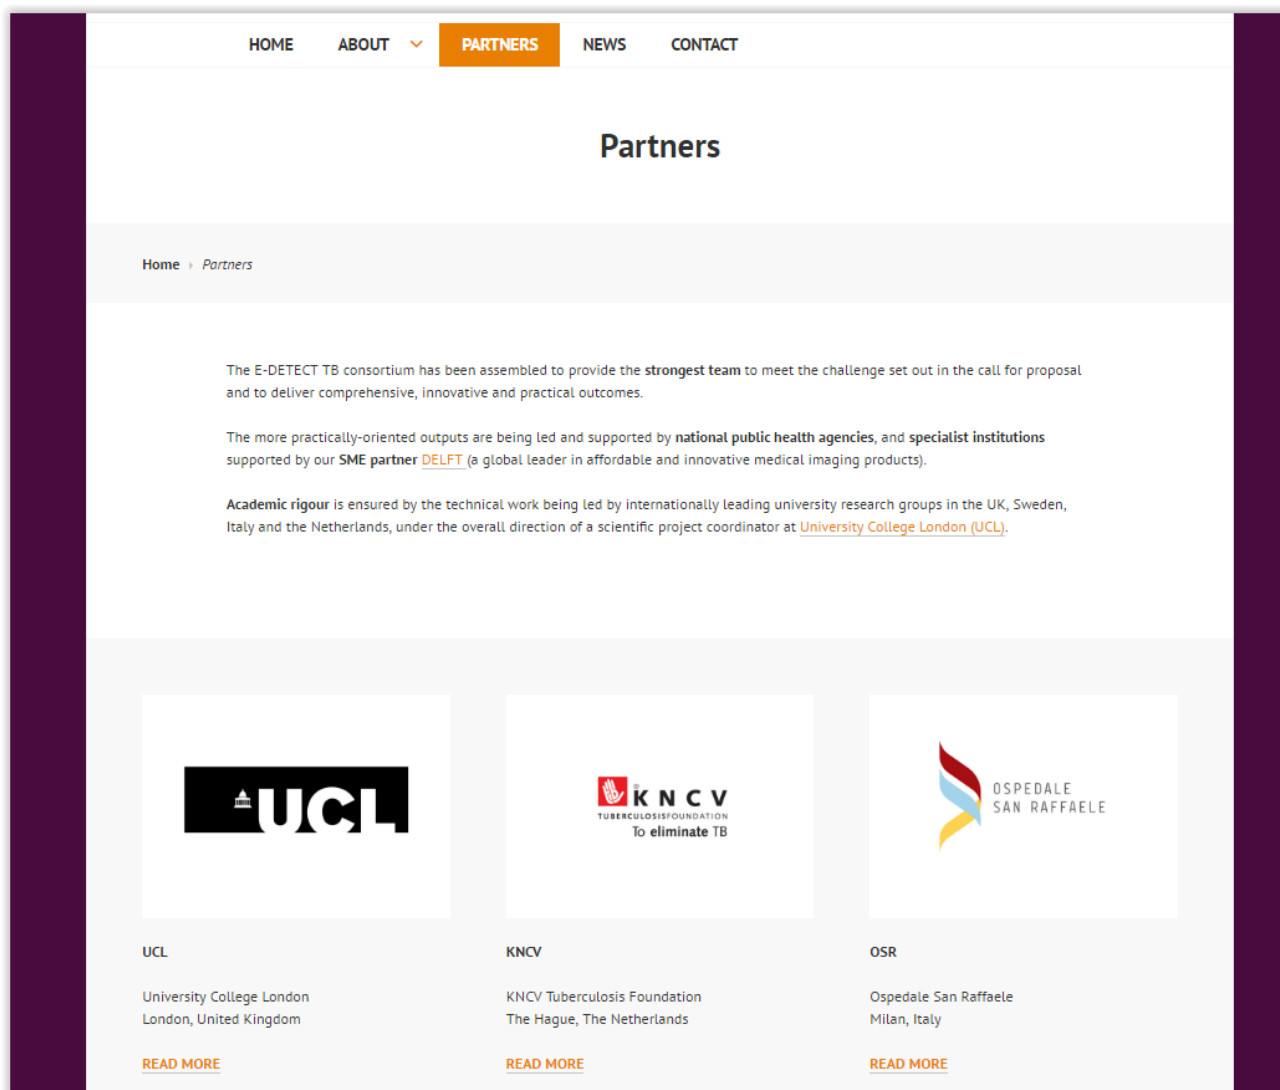 HOME ABOUT PARTNERS NEWS CONTACT
Partners
Home Partners
The E-DETECT TB consortium has been assembled to provide the strongest team to meet the challenge set out in the call for proposal
and to deliver comprehensive, innovative and practical outcomes.
The more practically-oriented outputs are being led and supported by national public health agencies, and specialist institutions
supported by our SME partner DELFT (a global leader in affordable and innovative medical imaging products).
Academic rigour is ensured by the technical work being led by internationally leading university research groups in the UK, Sweden,
Italy and the Netherlands, under the overall direction of a scientific project coordinator at University College London (UCL).
UCL
KNCV
TUBERCULOSISFOUNDATION
To eliminate TB
OSPEDALE
SAN RAFFAELE
UCL
University College London
London, United Kingdom
READ MORE
KNCV
KNCV Tuberculosis Foundation
The Hague, The Netherlands
READ MORE
OSR
Ospedale San Raffaele
Milan, Italy
READ MORE